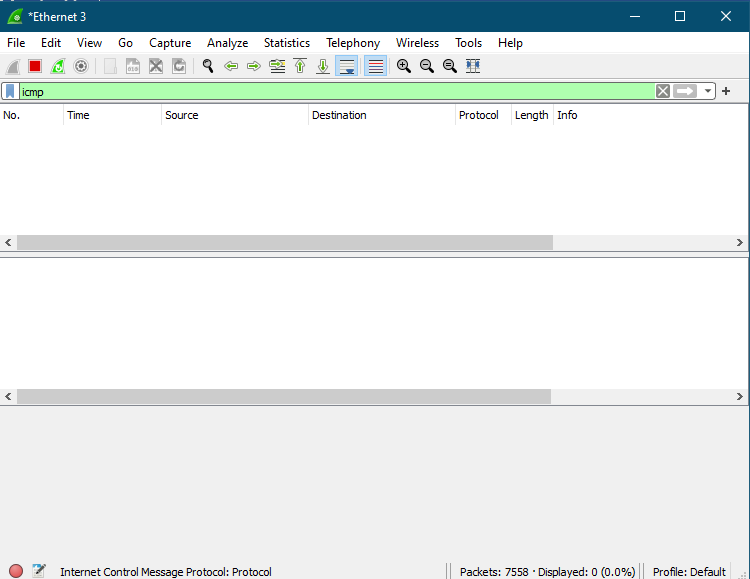 *Ethernet 3
File Edit View Go Capture Analyze Statistics Telephony Wireless Tools Help
icmp
No. Time Source Destination Protocol Length Info
Internet Control Message Protocol: Protocol Packets: 7558 · Displayed: 0 (0.0%) Profile: Default